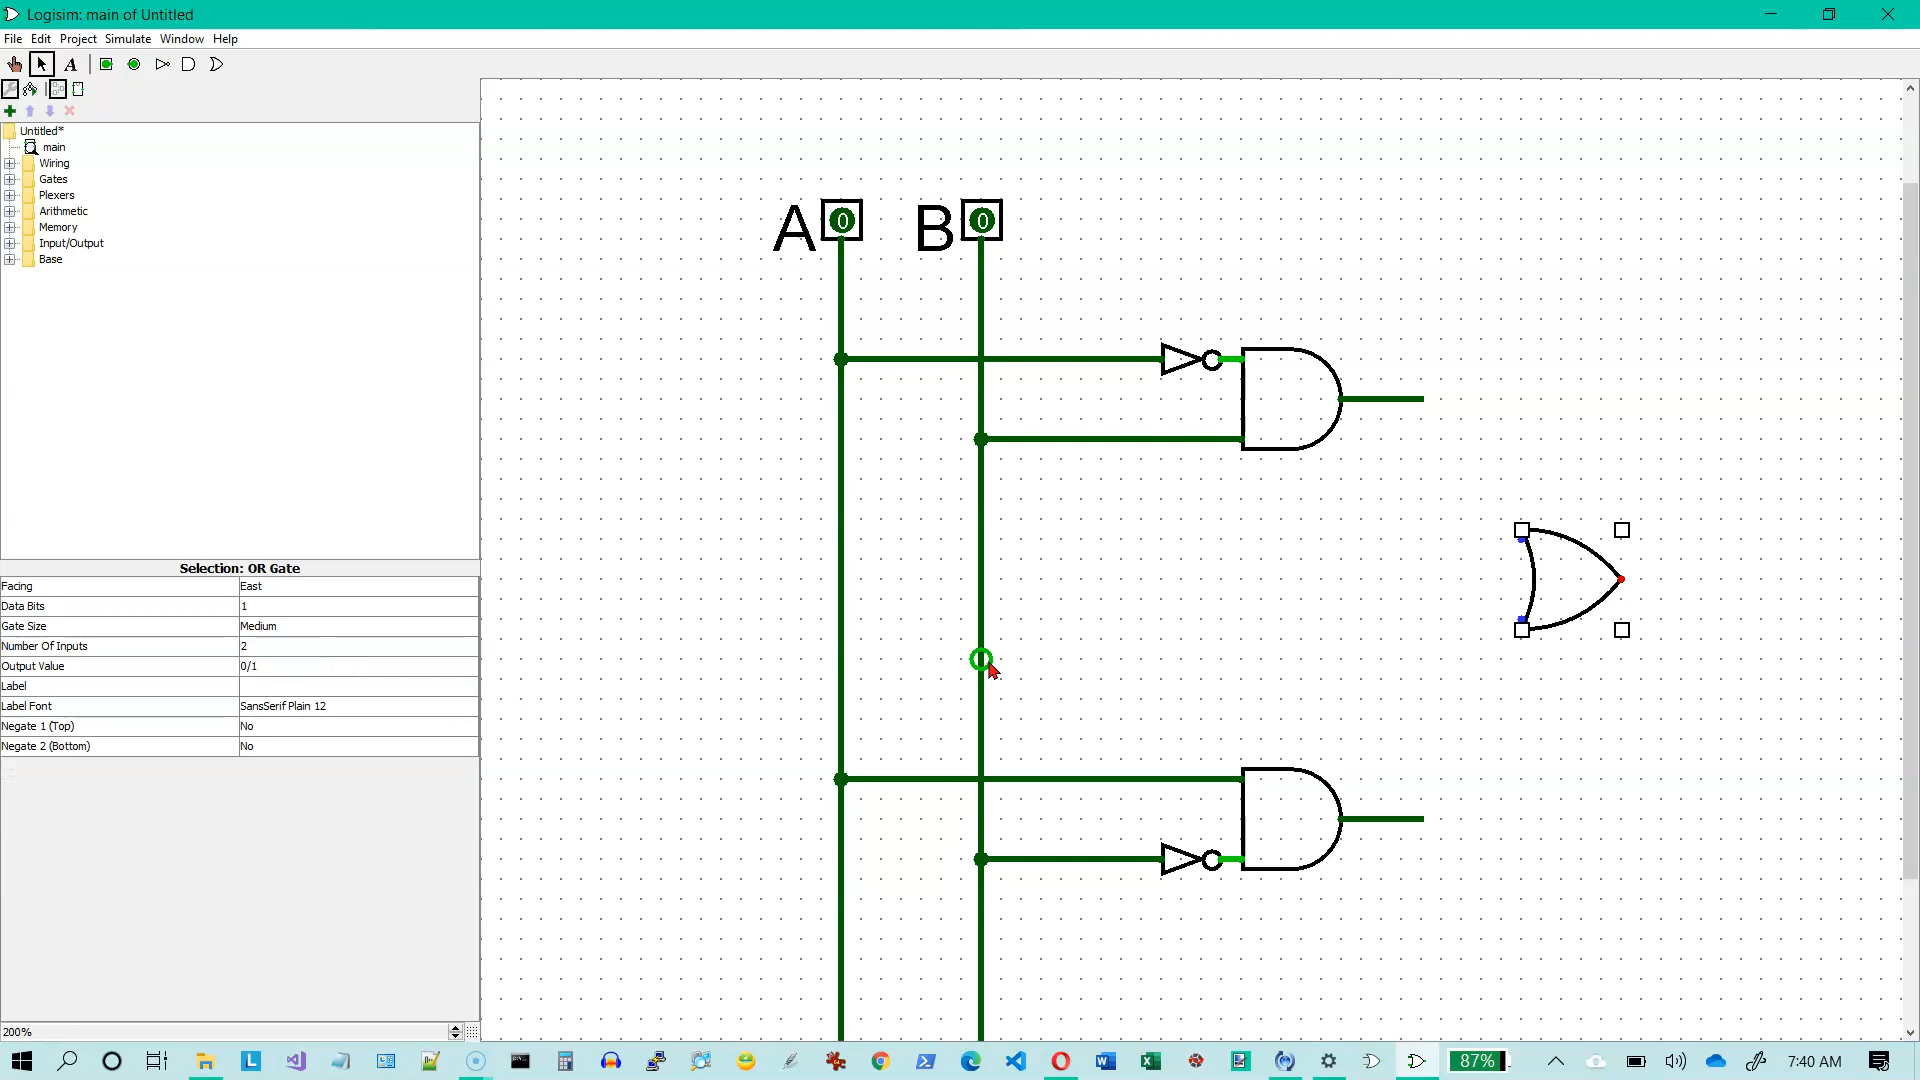 Logisim: main of Untitled
File Edit Project Simulate Window Help
A
Untitled*
main
Wiring
Gates
Plexers
Arithmetic
Memory
Input/Output
Base
A 0 B 0
Selection: OR Gate
Facing East
Data Bits 1
Gate Size Medium
Number Of Inputs 2
Output Value 0/1
Label
Label Font SansSerif Plain 12
Negate 1 (Top) No
Negate 2 (Bottom) No
200%
87% 7:40 AM